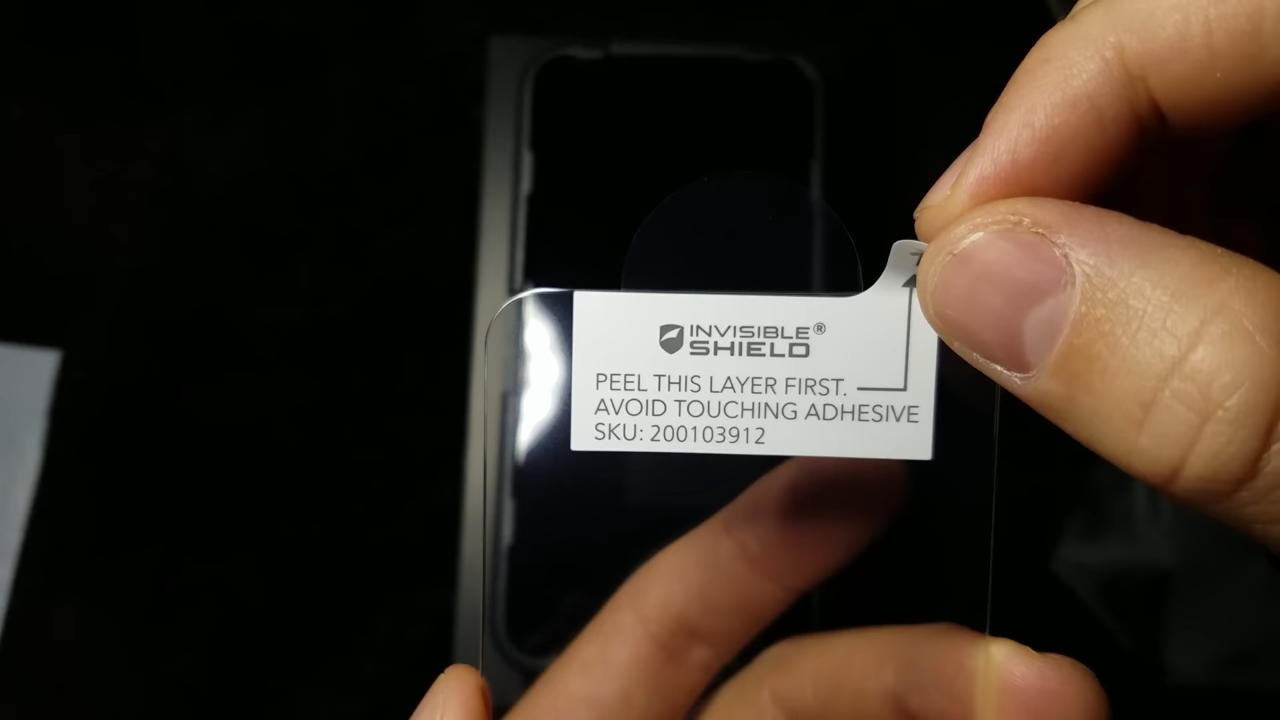 INVISIBLE®
SHIELD
PEEL THIS LAYER FIRST.
AVOID TOUCHING ADHESIVE
SKU: 200103912